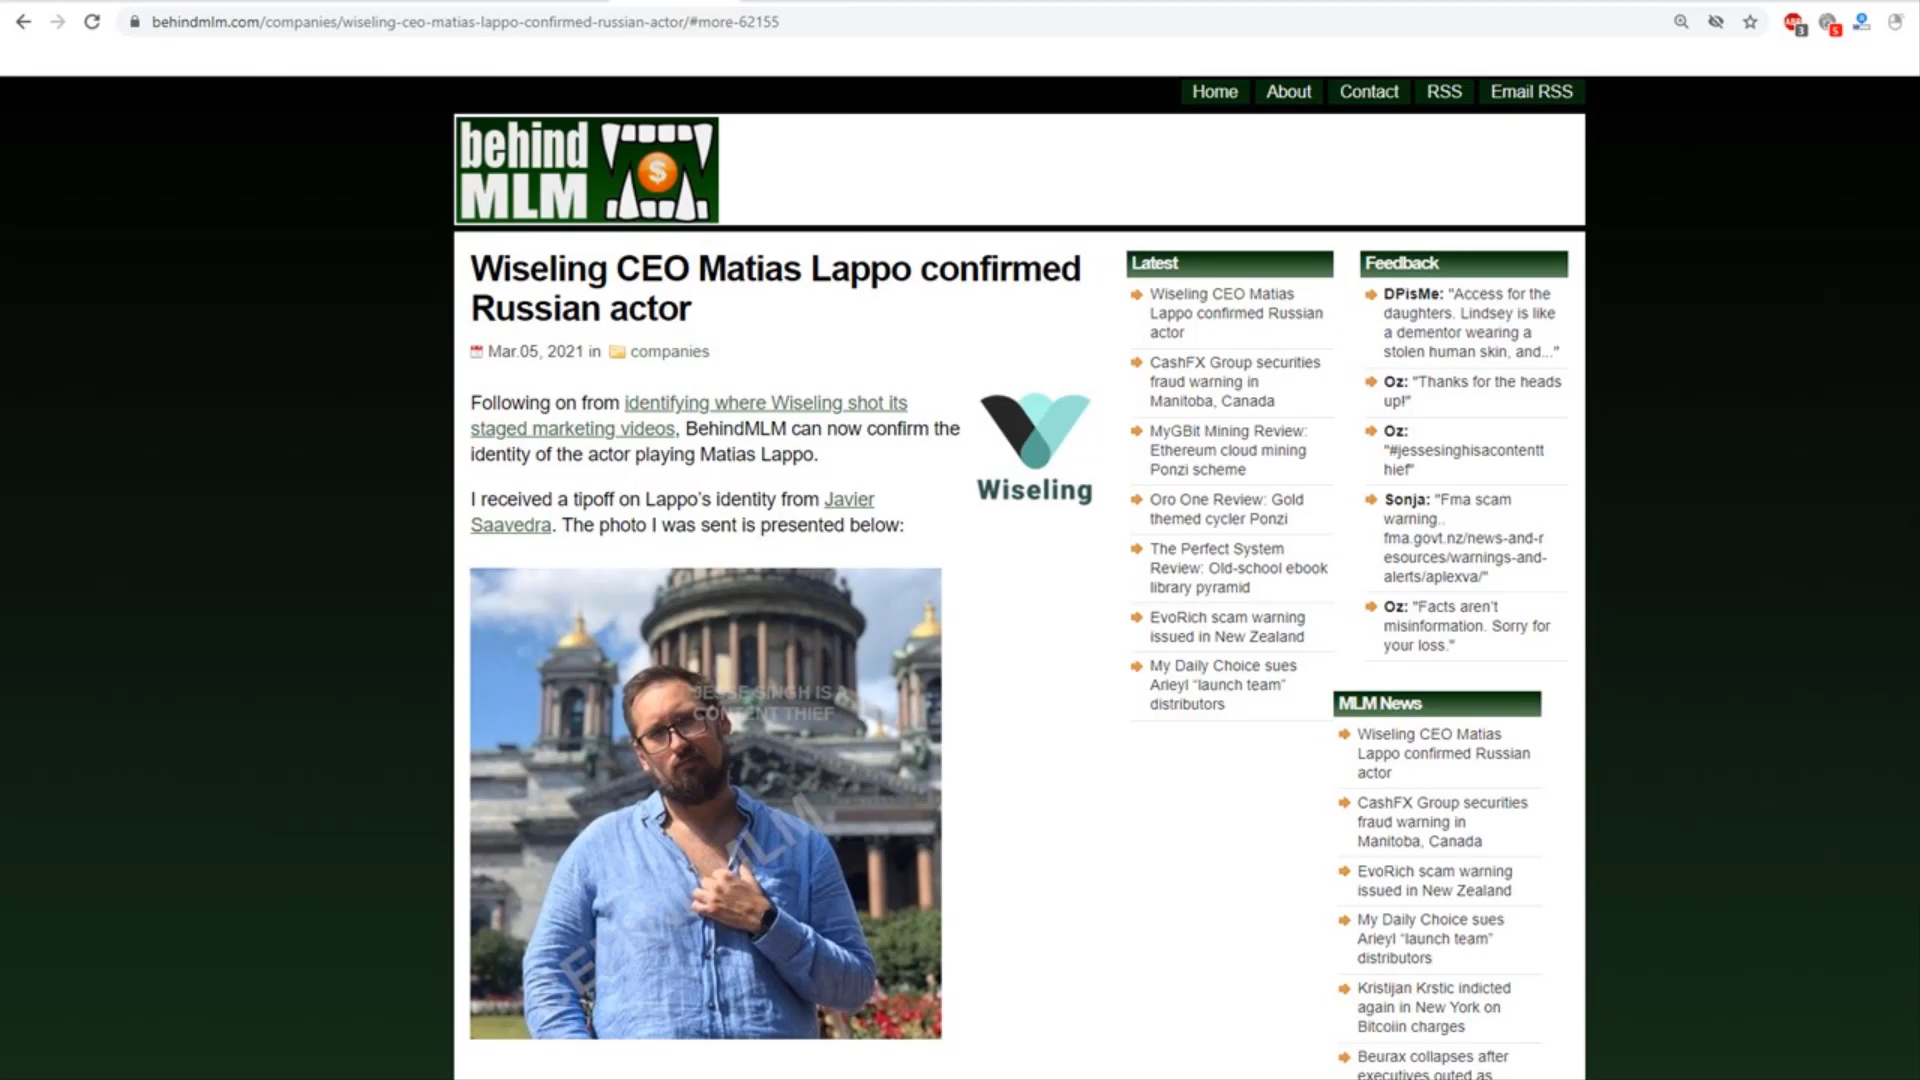 behindmlm.com/companies/wiseling-ceo-matias-lappo-confirmed-russian-actor/#more-62155
Home About Contact RSS Email RSS
behind
MLM
$
Wiseling CEO Matias Lappo confirmed
Russian actor
Mar.05, 2021 in companies
Following on from identifying where Wiseling shot its
staged marketing videos, BehindMLM can now confirm the
identity of the actor playing Matias Lappo.
I received a tipoff on Lappo's identity from Javier
Saavedra. The photo I was sent is presented below:
Wiseling
JESSE SINGH IS A
CONTENT THIEF
BEHINDMLM
Latest
Wiseling CEO Matias
Lappo confirmed Russian
actor
CashFX Group securities
fraud warning in
Manitoba, Canada
MyGBit Mining Review:
Ethereum cloud mining
Ponzi scheme
Oro One Review: Gold
themed cycler Ponzi
The Perfect System
Review: Old-school ebook
library pyramid
EvoRich scam warning
issued in New Zealand
My Daily Choice sues
Arieyl “launch team”
distributors
Feedback
DPisMe: "Access for the
daughters. Lindsey is like
a dementor wearing a
stolen human skin, and..."
Oz: "Thanks for the heads
up!"
Oz:
"#jessesinghisacontentt
hief"
Sonja: "Fma scam
warning..
fma.govt.nz/news-and-r
esources/warnings-and-
alerts/aplexva/"
Oz: "Facts aren't
misinformation. Sorry for
your loss."
MLM News
Wiseling CEO Matias
Lappo confirmed Russian
actor
CashFX Group securities
fraud warning in
Manitoba, Canada
EvoRich scam warning
issued in New Zealand
My Daily Choice sues
Arieyl “launch team”
distributors
Kristijan Krstic indicted
again in New York on
Bitcoiin charges
Beurax collapses after
executives outed as